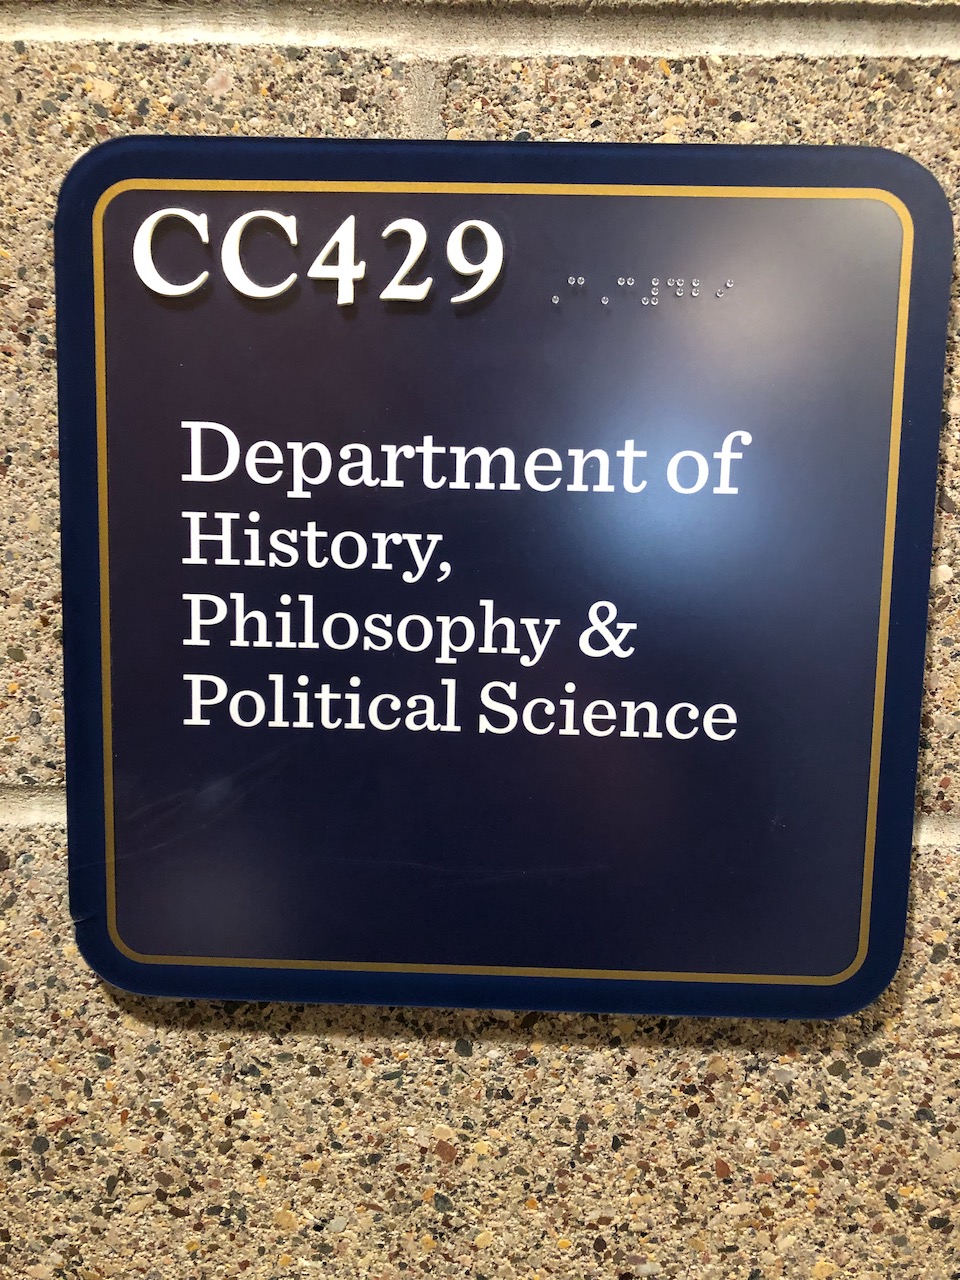 CC429 ⠠⠉⠠⠉⠼⠙⠃⠊
Department of
History,
Philosophy &
Political Science